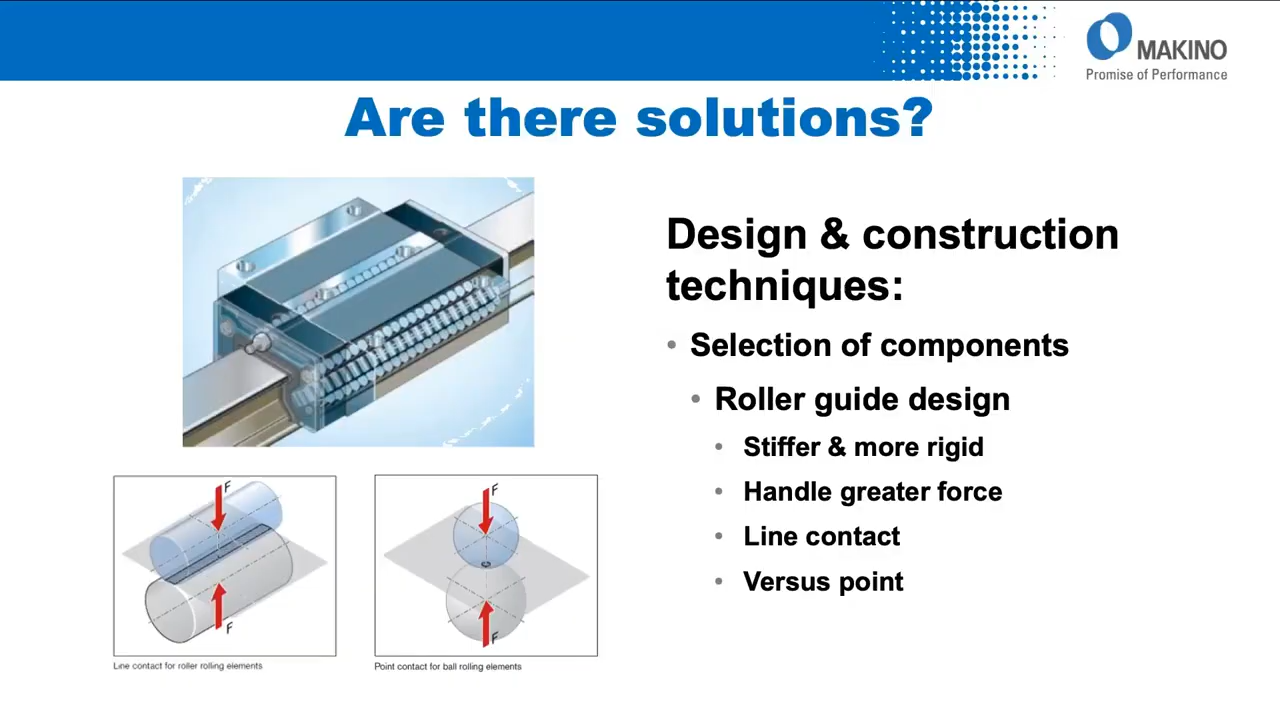 MAKINO
Promise of Performance
Are there solutions?
Design & construction
techniques:
• Selection of components
• Roller guide design
• Stiffer & more rigid
• Handle greater force
• Line contact
• Versus point
F
F
Line contact for roller rolling elements
F
F
Point contact for ball rolling elements